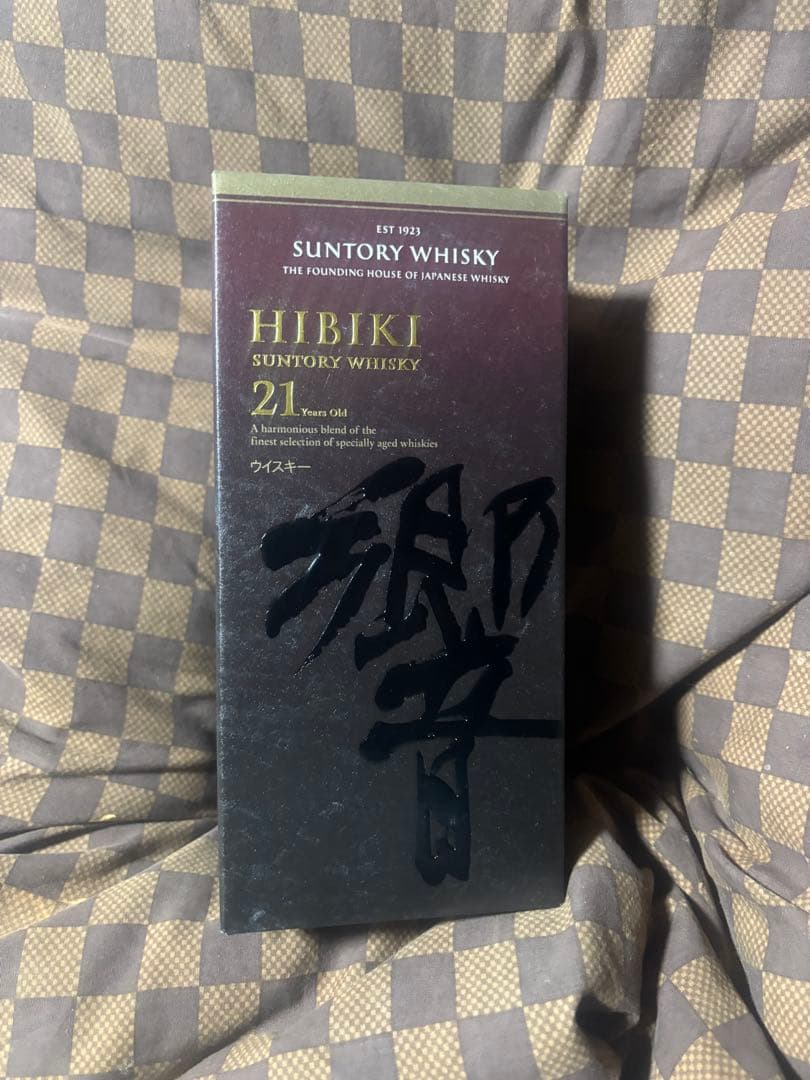 EST 1923
SUNTORY WHISKY
THE FOUNDING HOUSE OF JAPANESE WHISKY
HIBIKI
SUNTORY WHISKY
21 Years Old
A harmonious blend of the
finest selection of specially aged whiskies
ウイスキー
響